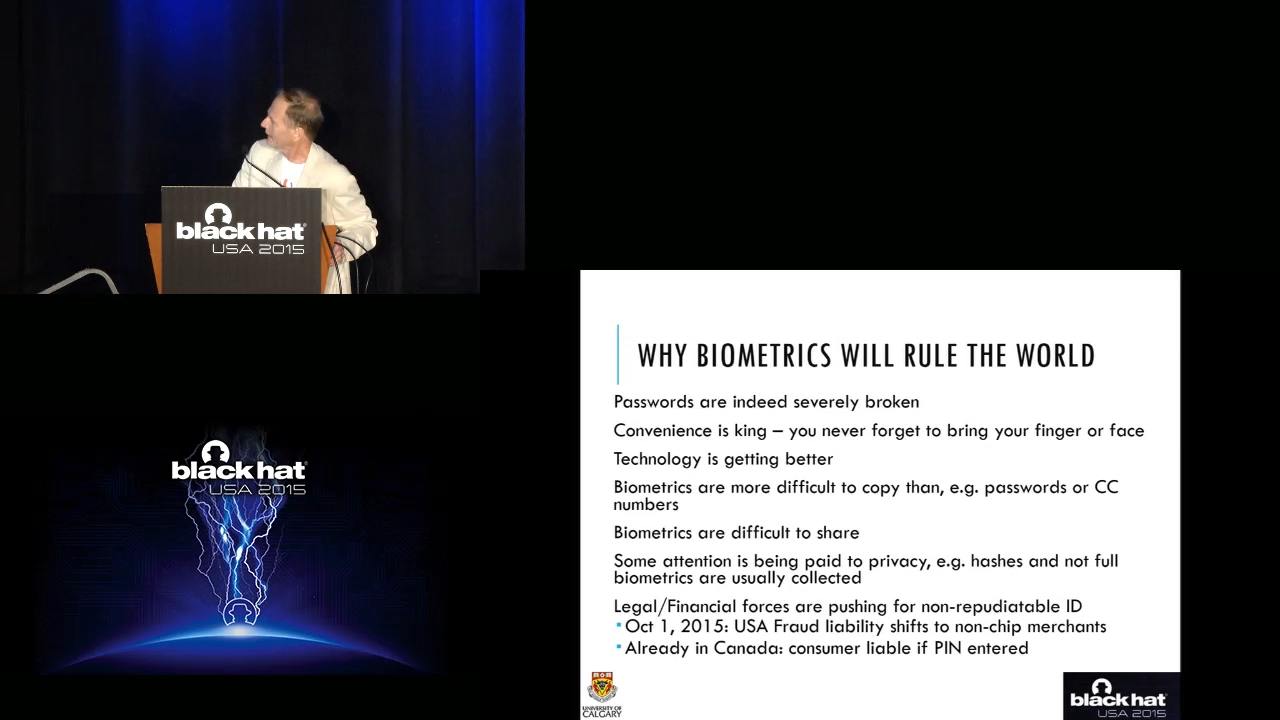 black hat
USA 2015
black hat
USA 2015
WHY BIOMETRICS WILL RULE THE WORLD
Passwords are indeed severely broken
Convenience is king – you never forget to bring your finger or face
Technology is getting better
Biometrics are more difficult to copy than, e.g. passwords or CC
numbers
Biometrics are difficult to share
Some attention is being paid to privacy, e.g. hashes and not full
biometrics are usually collected
Legal/Financial forces are pushing for non-repudiatable ID
▪ Oct 1, 2015: USA Fraud liability shifts to non-chip merchants
▪ Already in Canada: consumer liable if PIN entered
UNIVERSITY OF
CALGARY
black hat
USA 2015